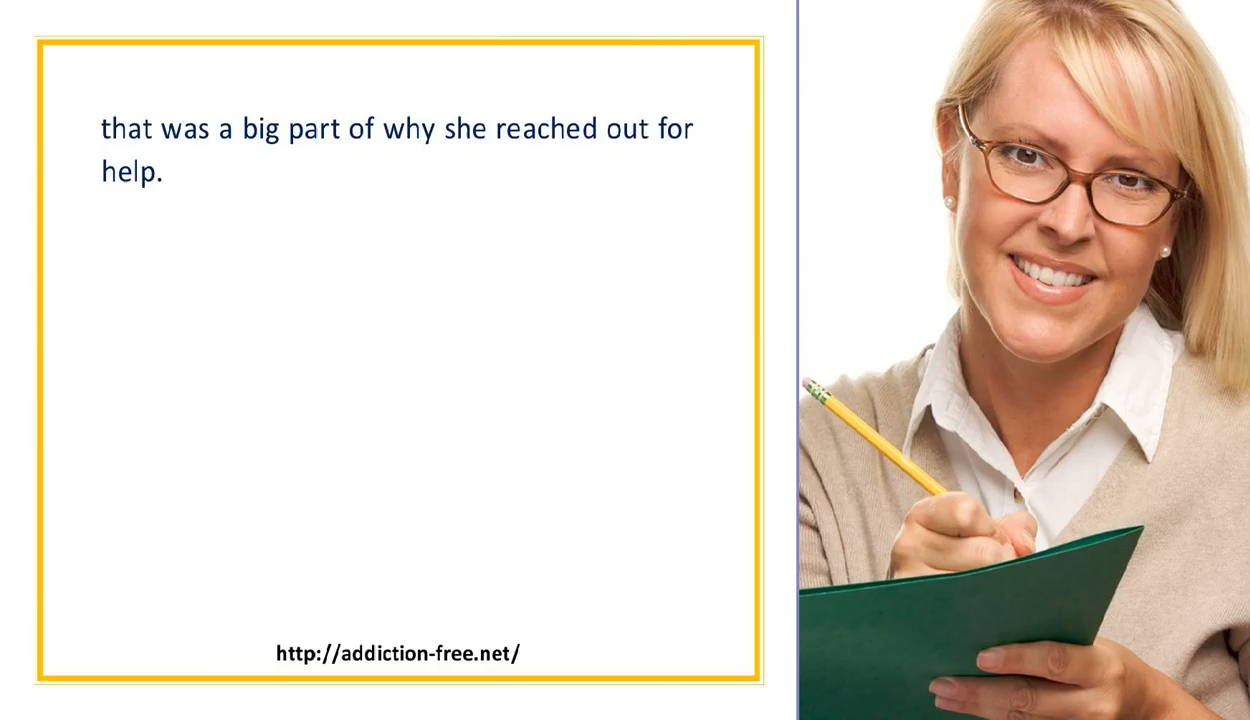 that was a big part of why she reached out for
help.
http://addiction-free.net/